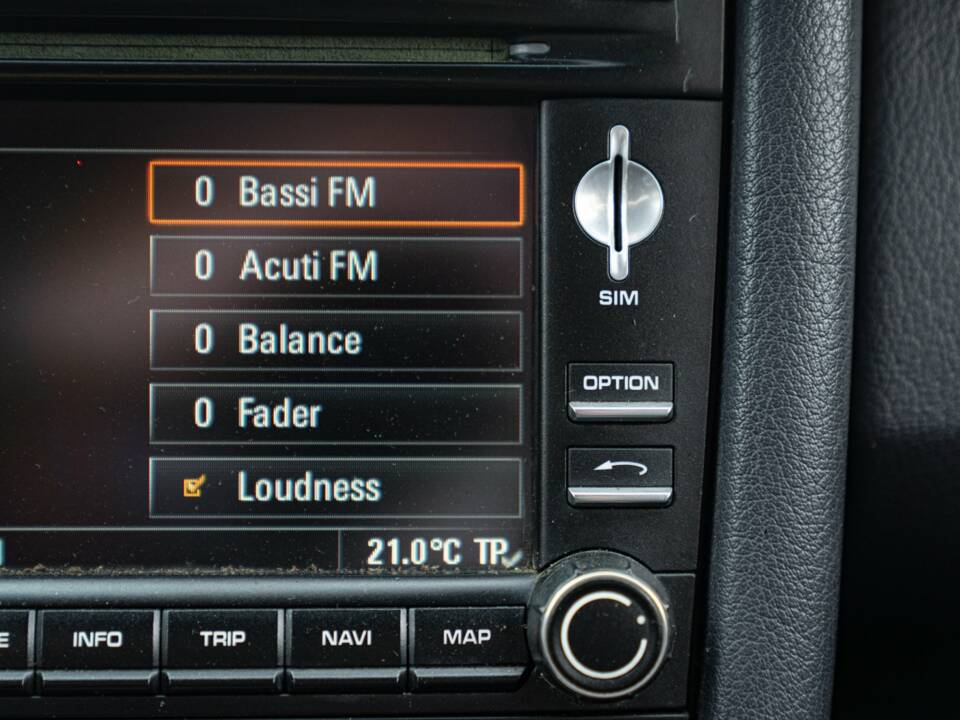 0 Bassi FM
0 Acuti FM
0 Balance
0 Fader
Loudness
21.0°C TP
SIM
OPTION
INFO
TRIP
NAVI
MAP